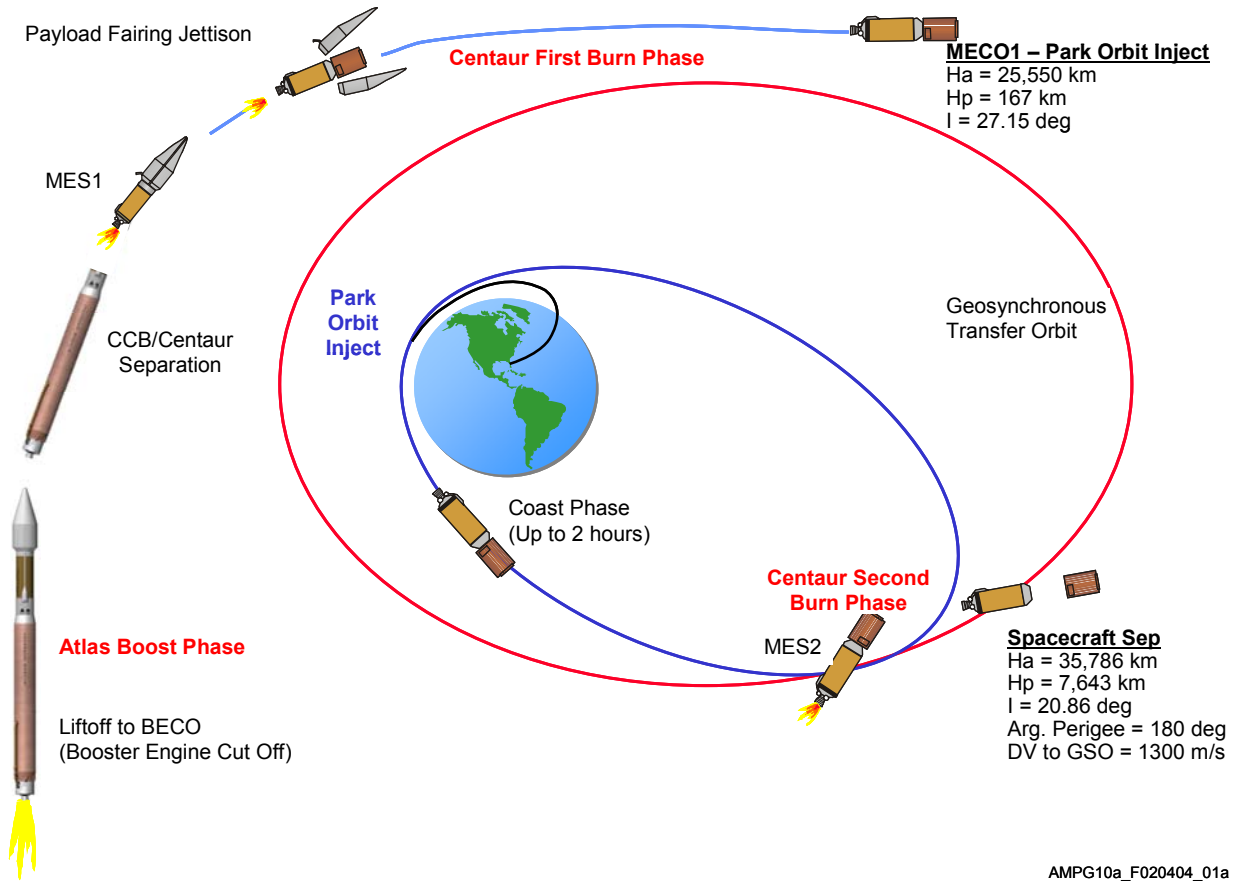 Payload Fairing Jettison
Centaur First Burn Phase
MECO1 – Park Orbit Inject
Ha = 25,550 km
Hp = 167 km
I = 27.15 deg
MES1
Park
Orbit
Inject
Geosynchronous
Transfer Orbit
CCB/Centaur
Separation
Coast Phase
(Up to 2 hours)
Centaur Second
Burn Phase
MES2
Spacecraft Sep
Ha = 35,786 km
Hp = 7,643 km
I = 20.86 deg
Arg. Perigee = 180 deg
DV to GSO = 1300 m/s
Atlas Boost Phase
Liftoff to BECO
(Booster Engine Cut Off)
AMPG10a_F020404_01a